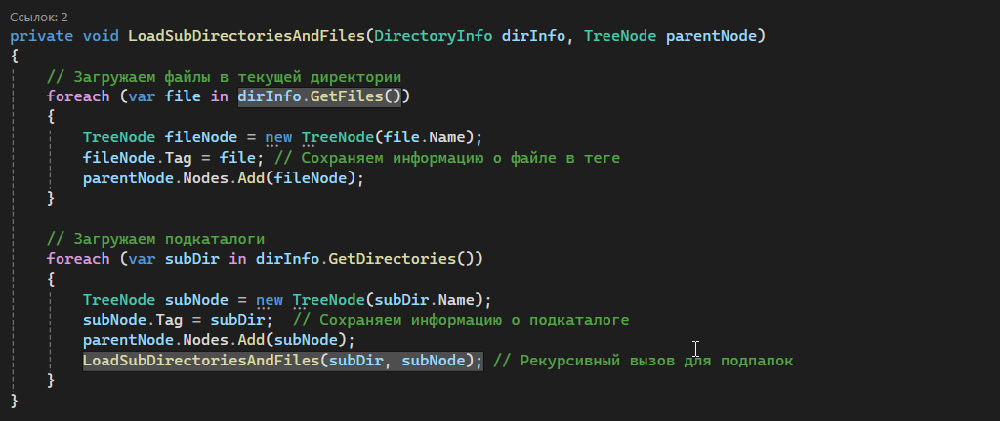 Ссылок: 2
private void LoadSubDirectoriesAndFiles(DirectoryInfo dirInfo, TreeNode parentNode)
{
    // Загружаем файлы в текущей директории
    foreach (var file in dirInfo.GetFiles())
    {
        TreeNode fileNode = new TreeNode(file.Name);
        fileNode.Tag = file; // Сохраняем информацию о файле в теге
        parentNode.Nodes.Add(fileNode);
    }

    // Загружаем подкаталоги
    foreach (var subDir in dirInfo.GetDirectories())
    {
        TreeNode subNode = new TreeNode(subDir.Name);
        subNode.Tag = subDir;  // Сохраняем информацию о подкаталоге
        parentNode.Nodes.Add(subNode);
        LoadSubDirectoriesAndFiles(subDir, subNode); // Рекурсивный вызов для подпапок
    }
}